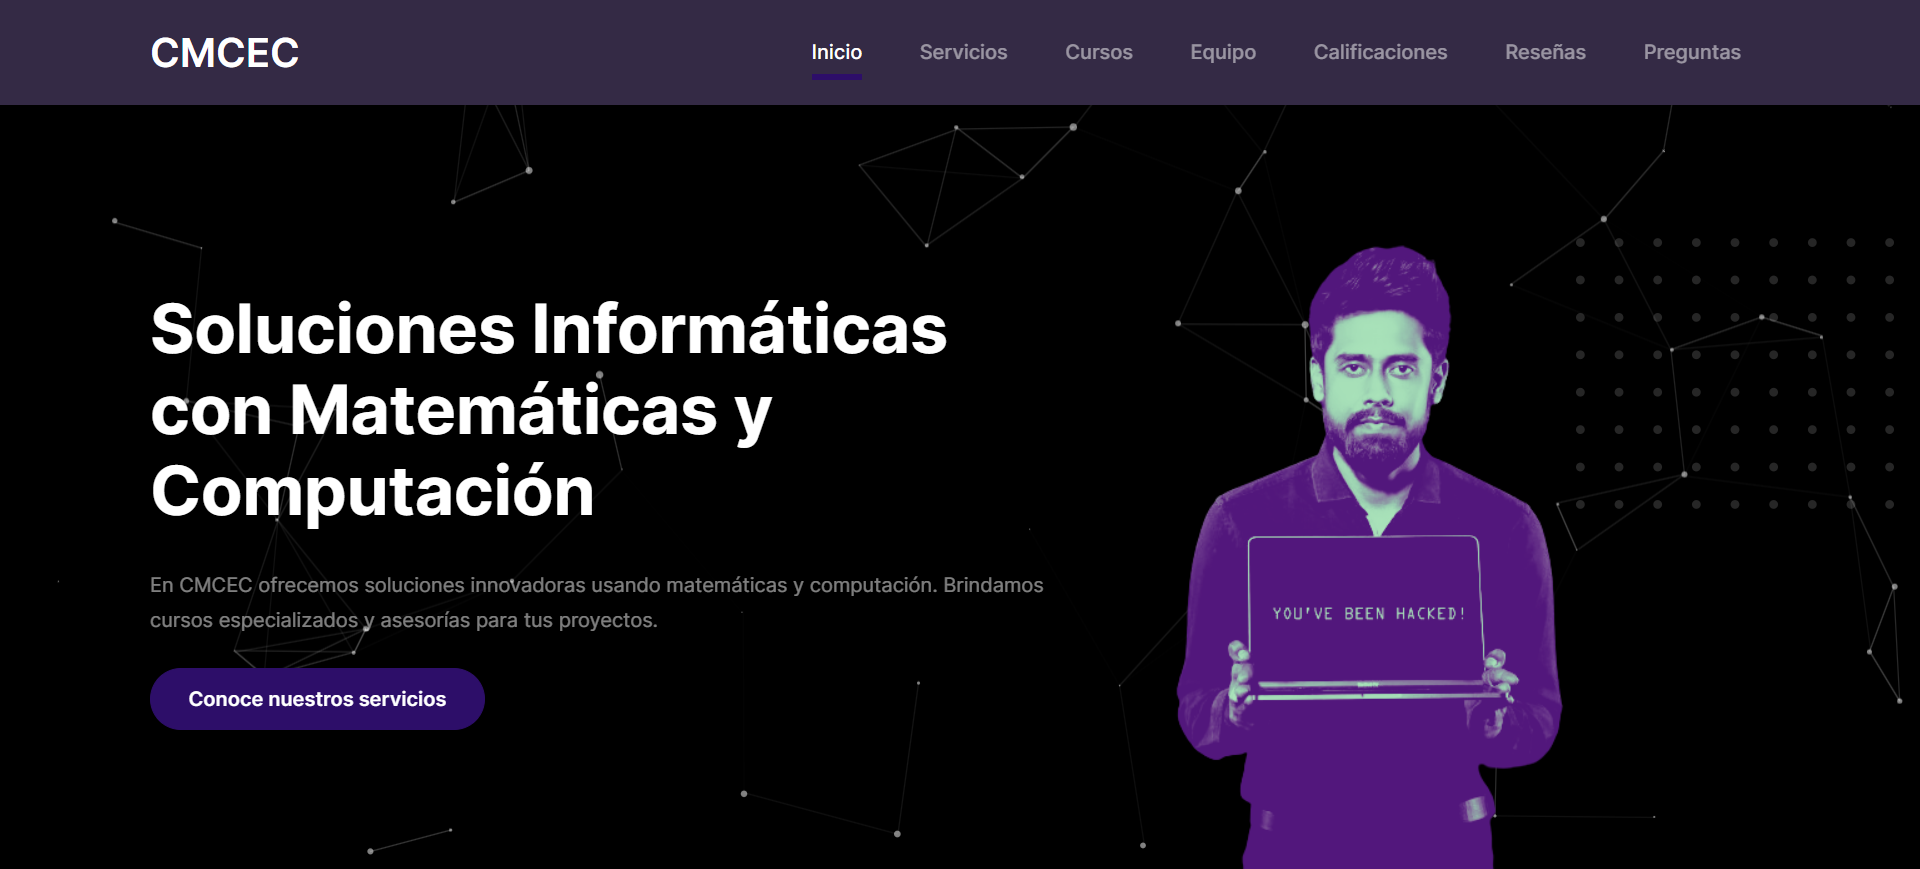 CMCEC
Inicio Servicios Cursos Equipo Calificaciones Reseñas Preguntas
Soluciones Informáticas
con Matemáticas y
Computación
En CMCEC ofrecemos soluciones innovadoras usando matemáticas y computación. Brindamos
cursos especializados y asesorías para tus proyectos.
Conoce nuestros servicios
YOU'VE BEEN HACKED!